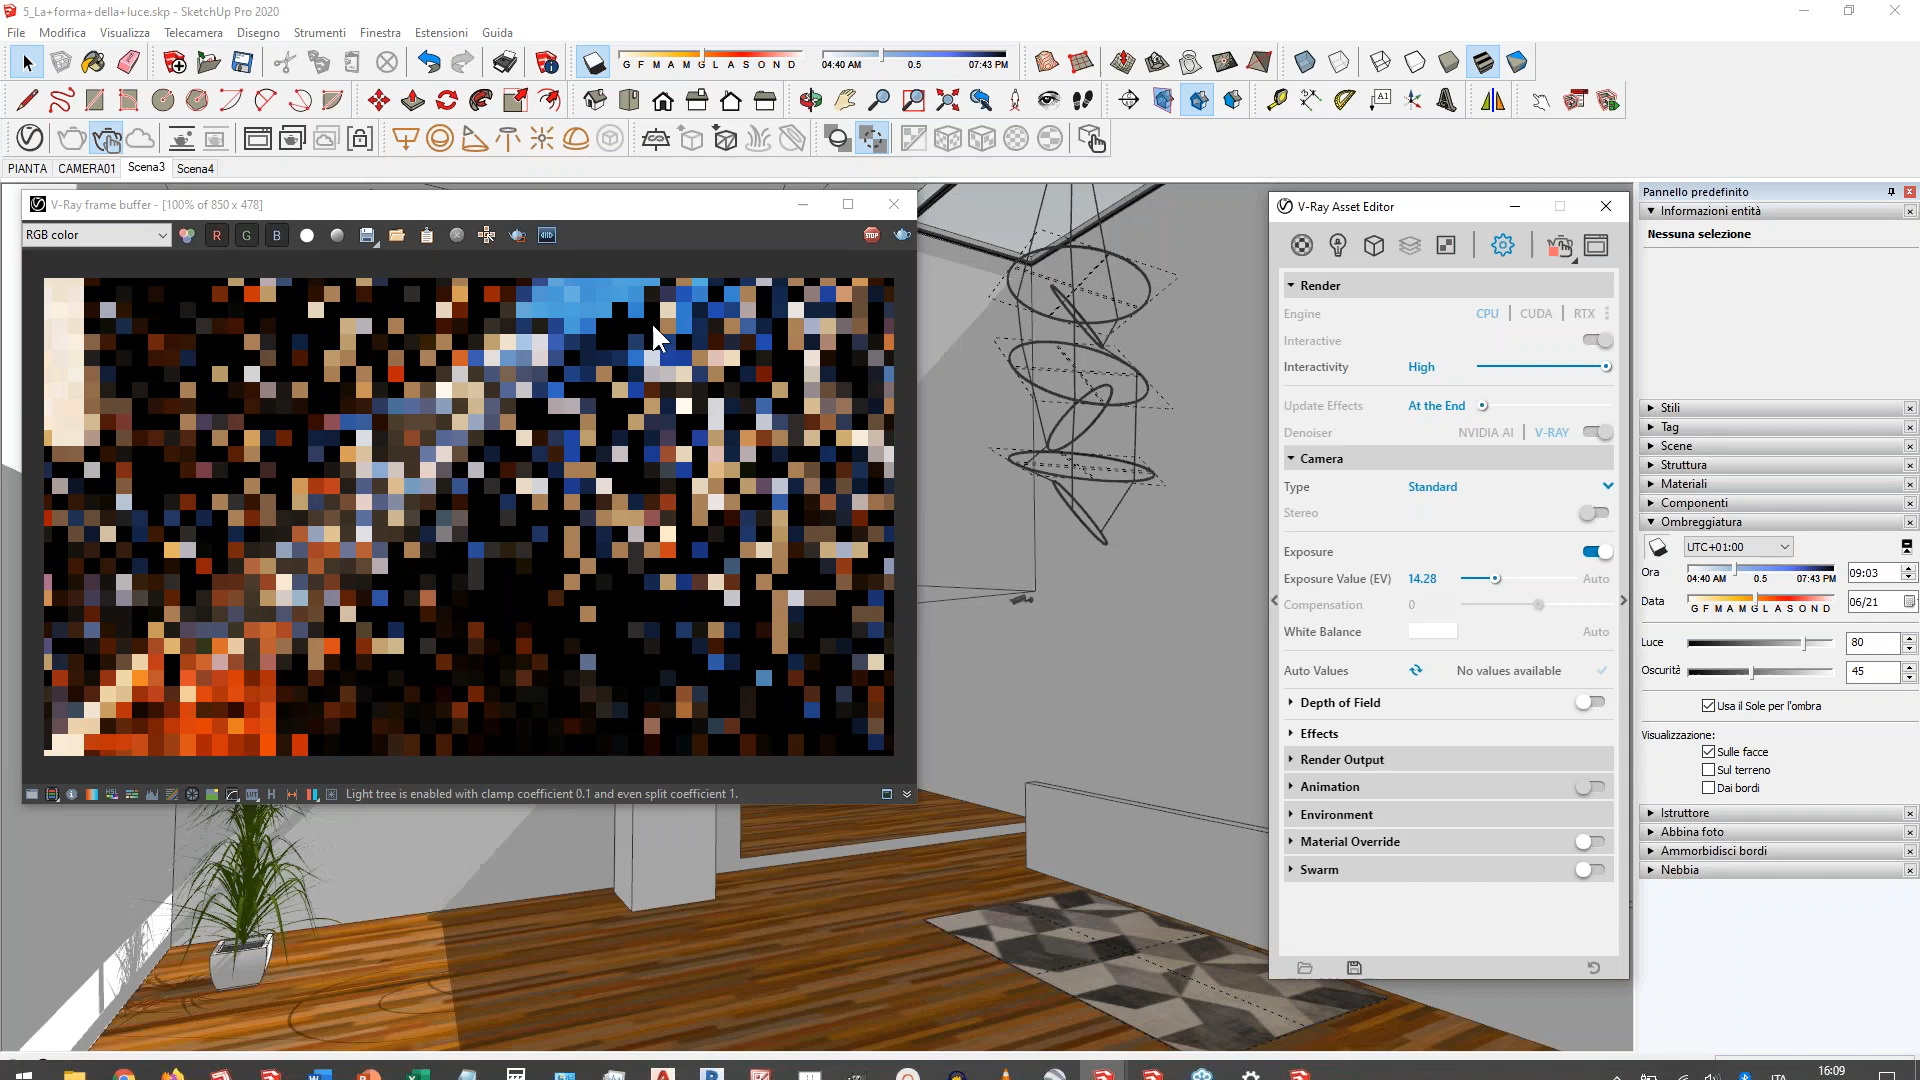 5_La+forma+della+luce.skp - SketchUp Pro 2020
File Modifica Visualizza Telecamera Disegno Strumenti Finestra Estensioni Guida
G F M A M G L A S O N D
04:40 AM 0.5 07:43 PM
A1
PIANTA CAMERA01 Scena3 Scena4
V-Ray frame buffer - [100% of 850 x 478]
RGB color
R G B
STOP
HSL
LUT
H
Light tree is enabled with clamp coefficient 0.1 and even split coefficient 1.
V-Ray Asset Editor
Render
Engine CPU CUDA RTX
Interactive
Interactivity High
Update Effects At the End
Denoiser NVIDIA AI V-RAY
Camera
Type Standard
Stereo
Exposure
Exposure Value (EV) 14.28 Auto
Compensation 0
White Balance Auto
Auto Values No values available
Depth of Field
Effects
Render Output
Animation
Environment
Material Override
Swarm
Pannello predefinito
Informazioni entità
Nessuna selezione
Stili
Tag
Scene
Struttura
Materiali
Componenti
Ombreggiatura
UTC+01:00
Ora 04:40 AM 0.5 07:43 PM 09:03
Data G F M A M G L A S O N D 06/21
Luce 80
Oscurità 45
Usa il Sole per l'ombra
Visualizzazione:
Sulle facce
Sul terreno
Dai bordi
Istruttore
Abbina foto
Ammorbidisci bordi
Nebbia
16:09
ITA